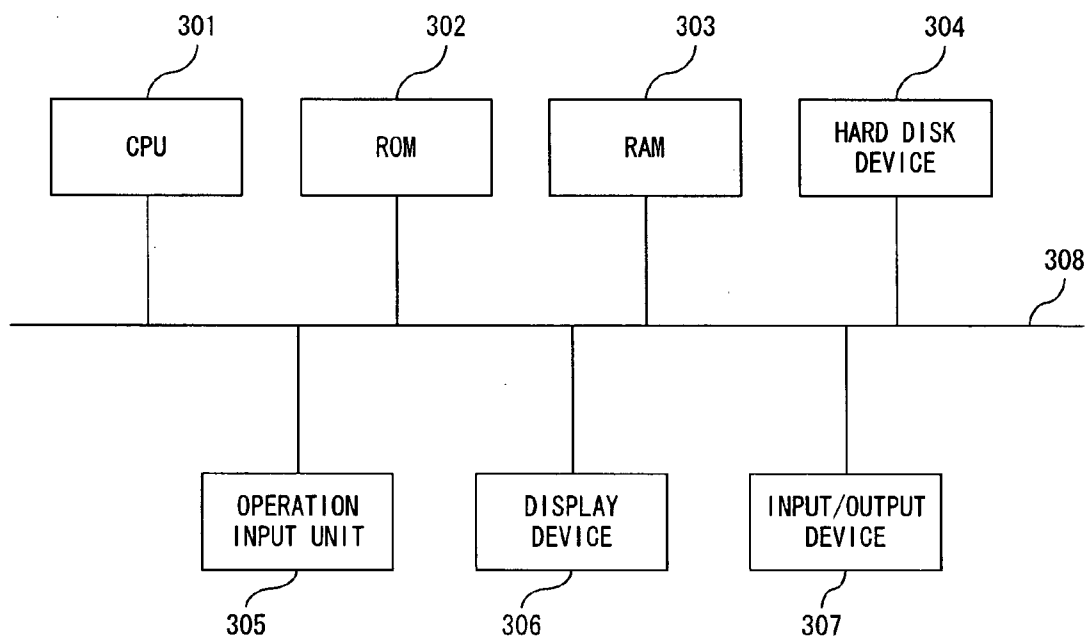 301
302
303
304
CPU
ROM
RAM
HARD DISK
DEVICE
308
OPERATION
INPUT UNIT
DISPLAY
DEVICE
INPUT/OUTPUT
DEVICE
305
306
307